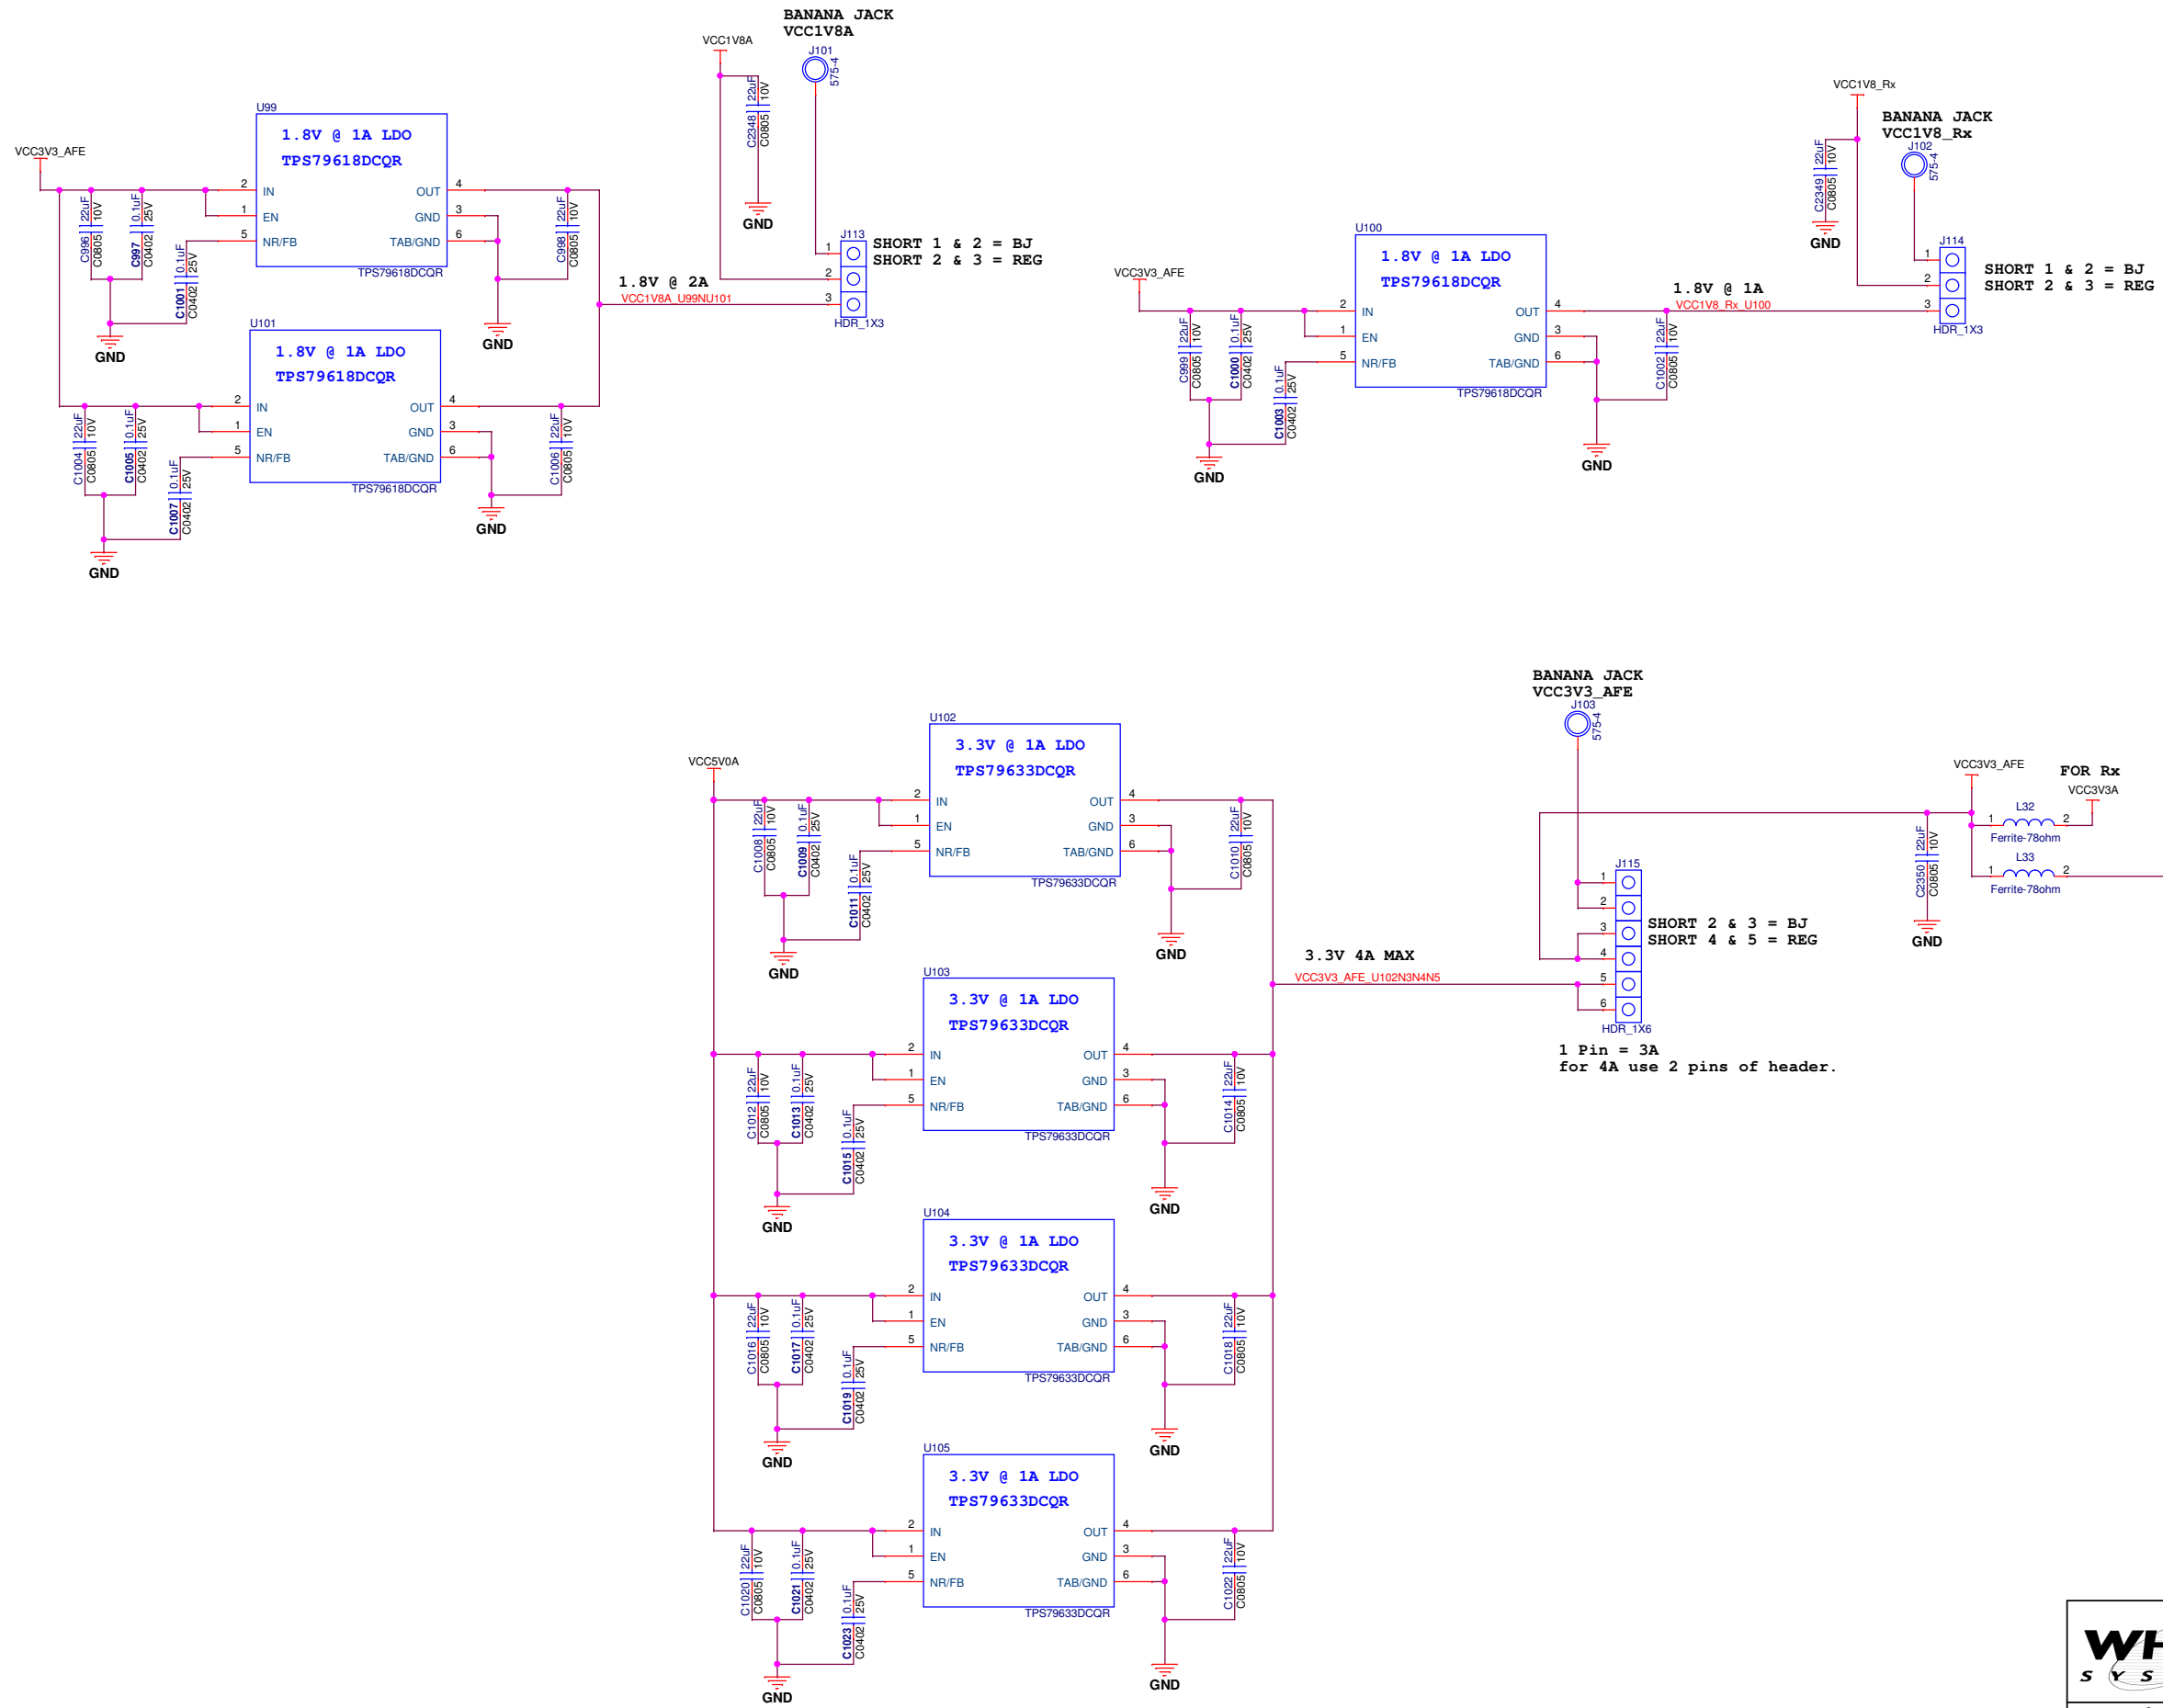 BANANA JACK
VCC1V8A
J101
575-4
VCC1V8A
C2348 22uF
C0805 10V
GND
J113
1
2
3
HDR_1X3
SHORT 1 & 2 = BJ
SHORT 2 & 3 = REG
VCC3V3_AFE
U99
1.8V @ 1A LDO
TPS79618DCQR
2 IN
1 EN
5 NR/FB
OUT 4
GND 3
TAB/GND 6
TPS79618DCQR
C996 22uF
C0805 10V
C997 0.1uF
C0402 25V
C1001 0.1uF
C0402 25V
C998 22uF
C0805 10V
GND
GND
1.8V @ 2A
VCC1V8A_U99NU101
U101
1.8V @ 1A LDO
TPS79618DCQR
2 IN
1 EN
5 NR/FB
OUT 4
GND 3
TAB/GND 6
TPS79618DCQR
C1004 22uF
C0805 10V
C1005 0.1uF
C0402 25V
C1007 0.1uF
C0402 25V
C1006 22uF
C0805 10V
GND
GND
VCC1V8_Rx
BANANA JACK
VCC1V8_Rx
J102
575-4
C2349 22uF
C0805 10V
GND
J114
1
2
3
HDR_1X3
SHORT 1 & 2 = BJ
SHORT 2 & 3 = REG
VCC3V3_AFE
U100
1.8V @ 1A LDO
TPS79618DCQR
2 IN
1 EN
5 NR/FB
OUT 4
GND 3
TAB/GND 6
TPS79618DCQR
C999 22uF
C0805 10V
C1000 0.1uF
C0402 25V
C1003 0.1uF
C0402 25V
C1002 22uF
C0805 10V
GND
GND
1.8V @ 1A
VCC1V8_Rx_U100
VCC5V0A
U102
3.3V @ 1A LDO
TPS79633DCQR
2 IN
1 EN
5 NR/FB
OUT 4
GND 3
TAB/GND 6
TPS79633DCQR
C1008 22uF
C0805 10V
C1009 0.1uF
C0402 25V
C1011 0.1uF
C0402 25V
C1010 22uF
C0805 10V
GND
GND
U103
3.3V @ 1A LDO
TPS79633DCQR
2 IN
1 EN
5 NR/FB
OUT 4
GND 3
TAB/GND 6
TPS79633DCQR
C1012 22uF
C0805 10V
C1013 0.1uF
C0402 25V
C1015 0.1uF
C0402 25V
C1014 22uF
C0805 10V
GND
GND
U104
3.3V @ 1A LDO
TPS79633DCQR
2 IN
1 EN
5 NR/FB
OUT 4
GND 3
TAB/GND 6
TPS79633DCQR
C1016 22uF
C0805 10V
C1017 0.1uF
C0402 25V
C1019 0.1uF
C0402 25V
C1018 22uF
C0805 10V
GND
GND
U105
3.3V @ 1A LDO
TPS79633DCQR
2 IN
1 EN
5 NR/FB
OUT 4
GND 3
TAB/GND 6
TPS79633DCQR
C1020 22uF
C0805 10V
C1021 0.1uF
C0402 25V
C1023 0.1uF
C0402 25V
C1022 22uF
C0805 10V
GND
GND
3.3V 4A MAX
VCC3V3_AFE_U102N3N4N5
BANANA JACK
VCC3V3_AFE
J103
575-4
J115
1
2
3
4
5
6
HDR_1X6
SHORT 2 & 3 = BJ
SHORT 4 & 5 = REG
1 Pin = 3A
for 4A use 2 pins of header.
VCC3V3_AFE
FOR Rx
VCC3V3A
L32
1 2
Ferrite-78ohm
L33
1 2
Ferrite-78ohm
C2350 22uF
C0805 10V
GND